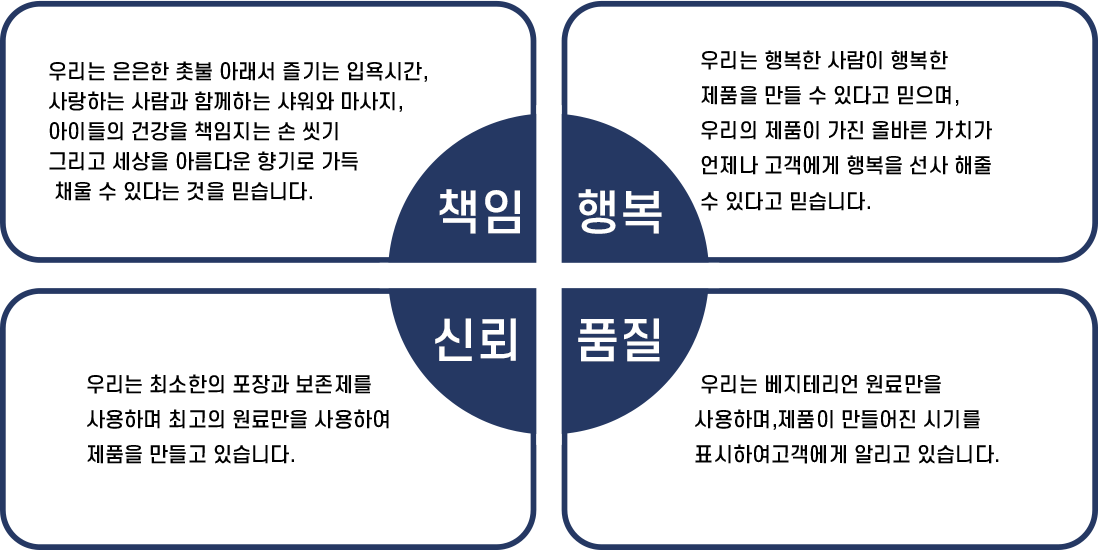 우리는 은은한 촛불 아래서 즐기는 입욕시간,
사랑하는 사람과 함께하는 샤워와 마사지,
아이들의 건강을 책임지는 손 씻기
그리고 세상을 아름다운 향기로 가득
채울 수 있다는 것을 믿습니다.
책임
우리는 행복한 사람이 행복한
제품을 만들 수 있다고 믿으며,
우리의 제품이 가진 올바른 가치가
언제나 고객에게 행복을 선사 해줄
수 있다고 믿습니다.
행복
신뢰
우리는 최소한의 포장과 보존제를
사용하며 최고의 원료만을 사용하여
제품을 만들고 있습니다.
품질
우리는 베지테리언 원료만을
사용하며,제품이 만들어진 시기를
표시하여고객에게 알리고 있습니다.